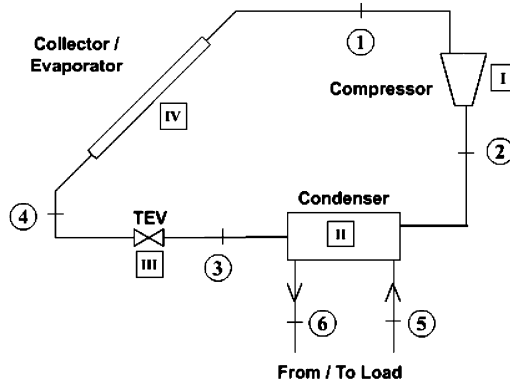 1
Collector /
Evaporator
Compressor
I
IV
2
Condenser
4
TEV
II
III
3
6
5
From / To Load